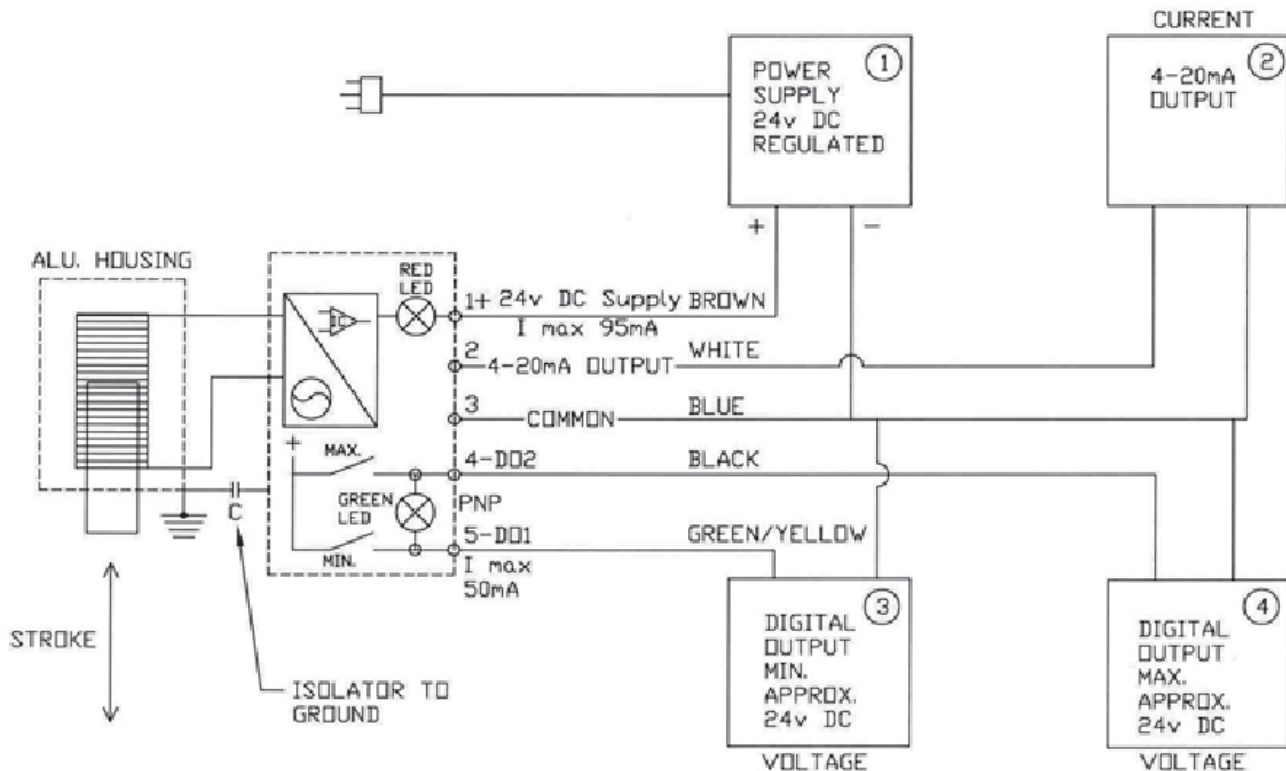 CURRENT
1
POWER
SUPPLY
24v DC
REGULATED
2
4-20mA
OUTPUT
+ -
ALU. HOUSING
RED
LED
1+ 24v DC Supply BROWN
I max 95mA
2
4-20mA OUTPUT
WHITE
3
COMMON
BLUE
+
MAX.
4-DO2
BLACK
GREEN
LED
PNP
C
5-DO1
GREEN/YELLOW
MIN.
I max
50mA
STROKE
ISOLATOR TO
GROUND
3
DIGITAL
OUTPUT
MIN.
APPROX.
24v DC
VOLTAGE
4
DIGITAL
OUTPUT
MAX.
APPROX.
24v DC
VOLTAGE